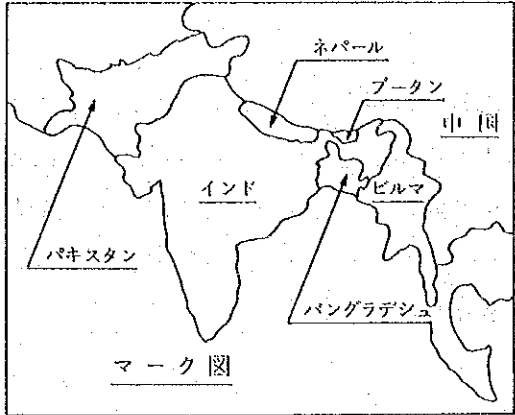 ネパール
ブータン
中国
インド
ビルマ
パキスタン
バングラデシュ
マーク図